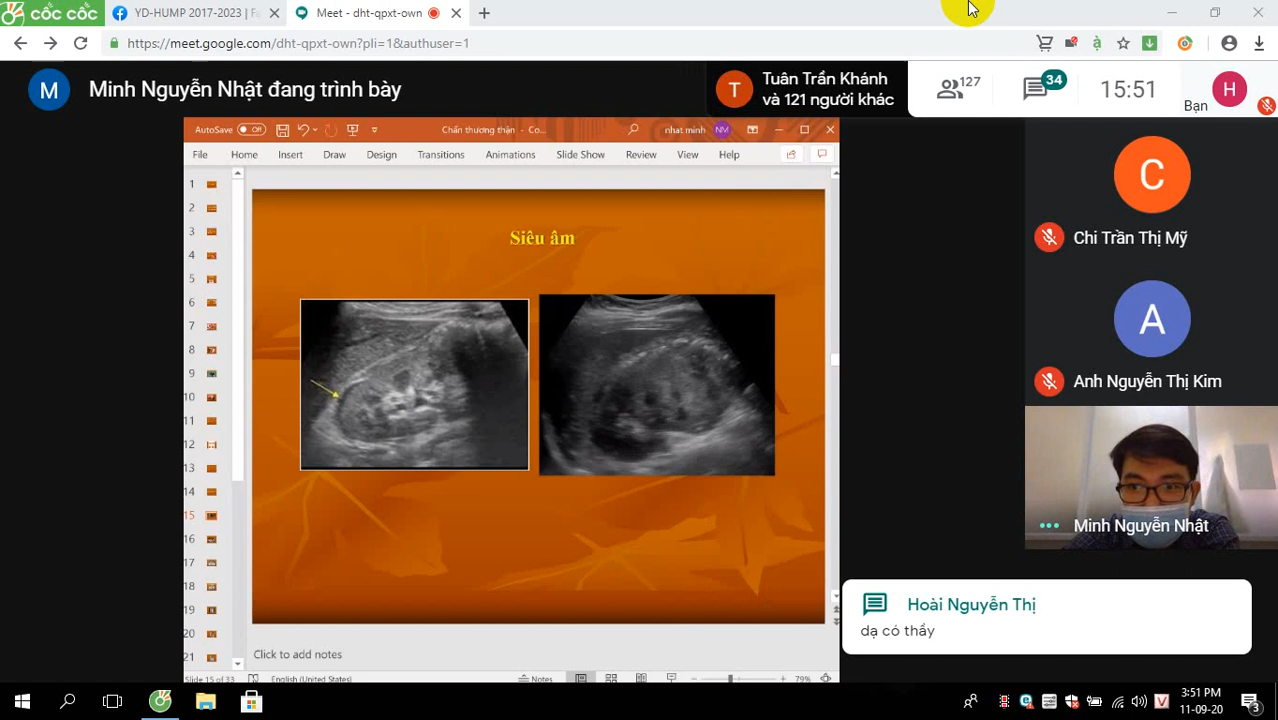 cốc cốc
YD-HUMP 2017-2023 | Fa
Meet - dht-qpxt-own
https://meet.google.com/dht-qpxt-own?pli=1&authuser=1
M
Minh Nguyễn Nhật đang trình bày
T
Tuân Trần Khánh
và 121 người khác
127
34
15:51
Bạn
H
AutoSave Off
Chấn thương thận - Co...
nhat minh
NM
File Home Insert Draw Design Transitions Animations Slide Show Review View Help
1
2
3
4
5
6
7
8
9
10
11
12
13
14
15
16
17
18
19
20
21
Siêu âm
Click to add notes
Slide 15 of 33
English (United States)
Notes
79%
C
Chi Trần Thị Mỹ
A
Anh Nguyễn Thị Kim
Minh Nguyễn Nhật
Hoài Nguyễn Thị
dạ có thầy
V
3:51 PM
11-09-20
3